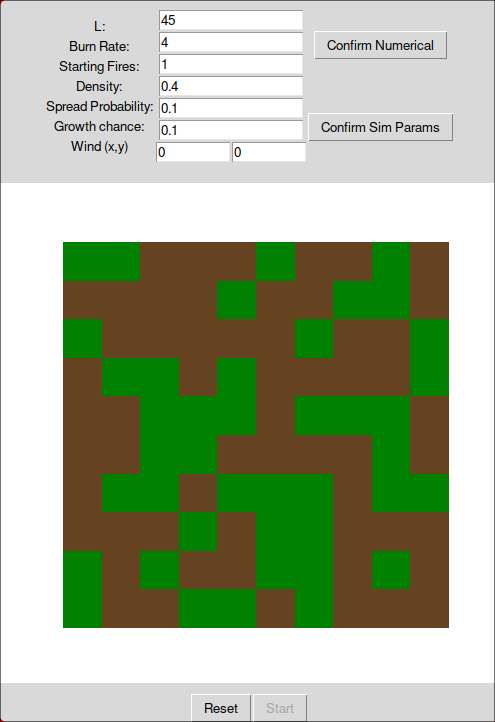 L: 45
Burn Rate: 4
Confirm Numerical
Starting Fires: 1
Density: 0.4
Spread Probability: 0.1
Growth chance: 0.1
Confirm Sim Params
Wind (x,y) 0 0
Reset Start